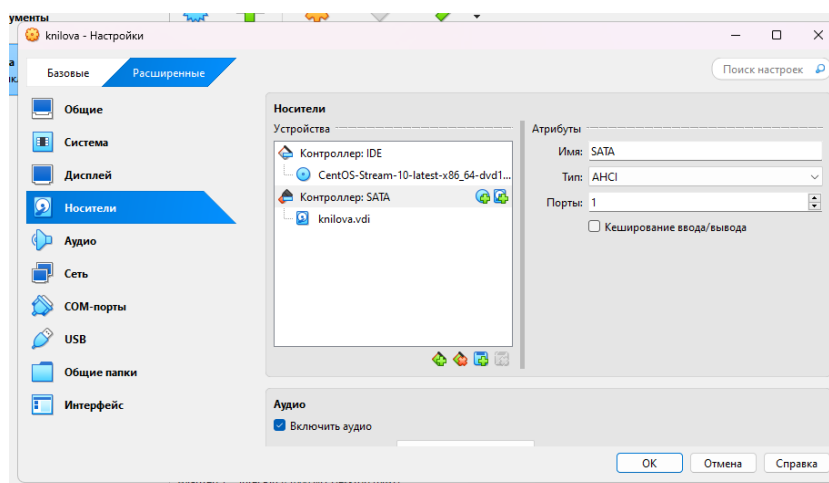 ументы
knilova - Настройки
Базовые
Расширенные
Поиск настроек
Общие
Система
Дисплей
Носители
Аудио
Сеть
COM-порты
USB
Общие папки
Интерфейс
Носители
Устройства
Контроллер: IDE
CentOS-Stream-10-latest-x86_64-dvd1...
Контроллер: SATA
knilova.vdi
Атрибуты
Имя: SATA
Тип: AHCI
Порты: 1
Кеширование ввода/вывода
Аудио
Включить аудио
OK
Отмена
Справка